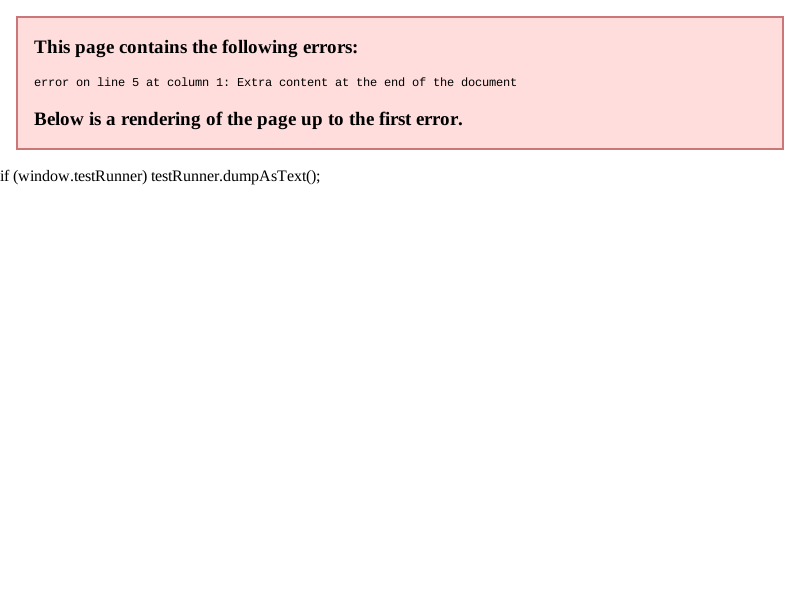 This page contains the following errors:
error on line 5 at column 1: Extra content at the end of the document
Below is a rendering of the page up to the first error.
if (window.testRunner) testRunner.dumpAsText();